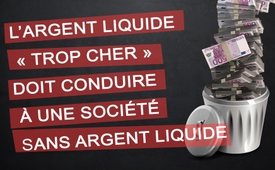 L'ARGENT LIQUIDE
« TROP CHER »
DOIT CONDUIRE
À UNE SOCIÉTÉ
SANS ARGENT LIQUIDE